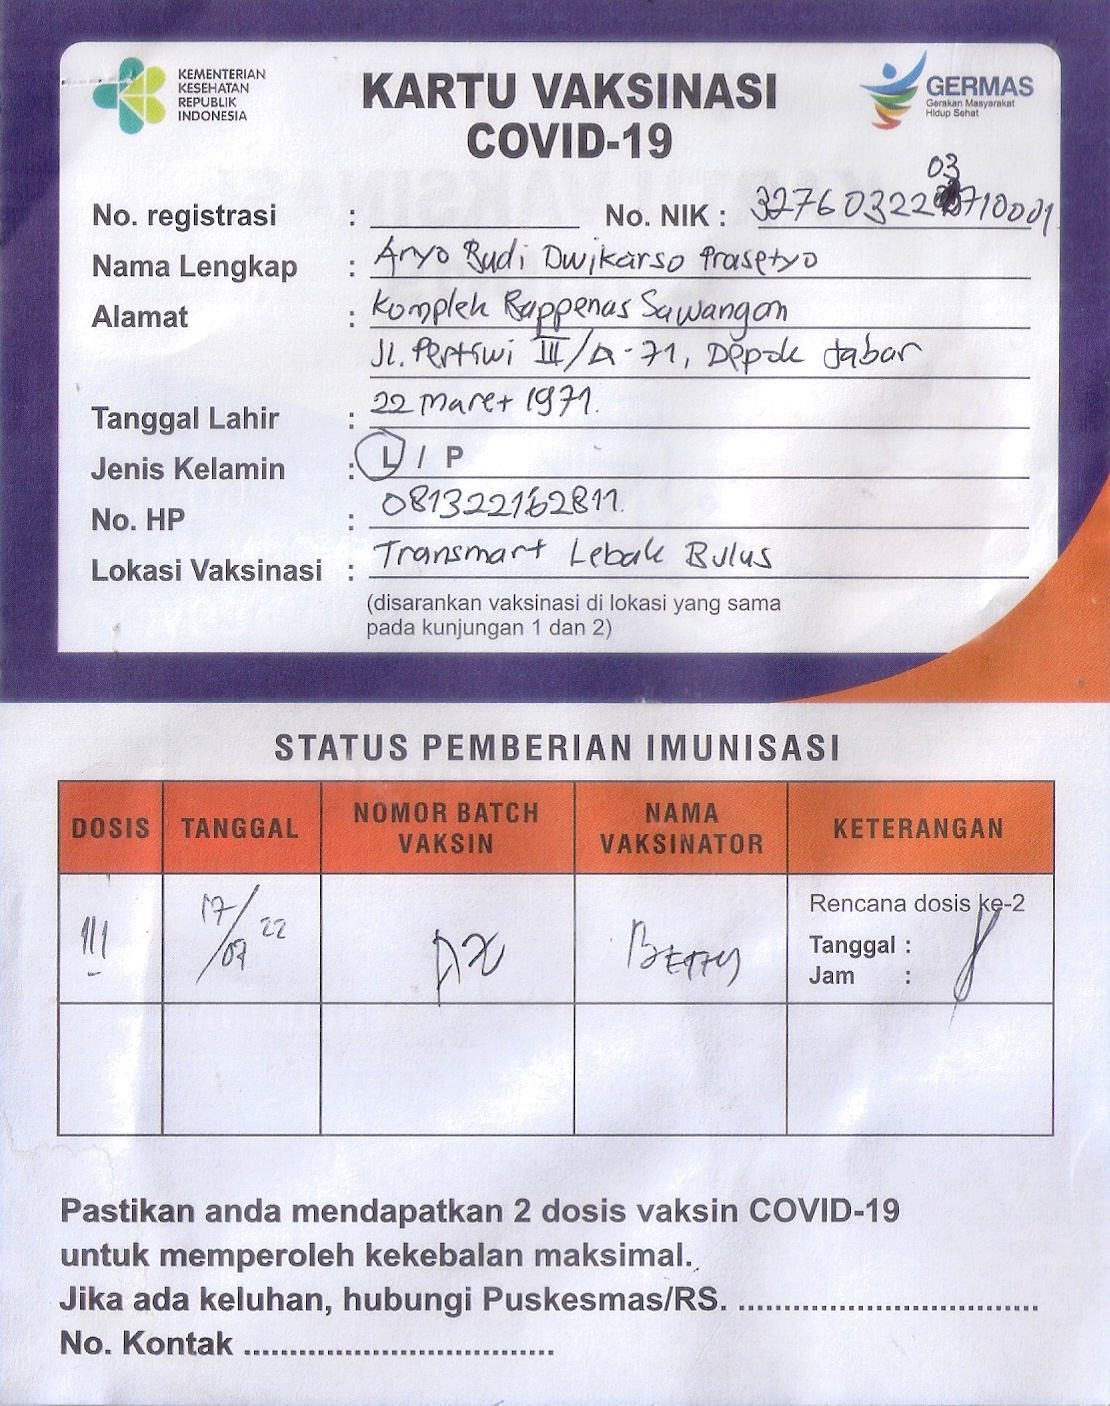 KEMENTERIAN
KESEHATAN
REPUBLIK
INDONESIA
KARTU VAKSINASI
COVID-19
GERMAS
Gerakan Masyarakat
Hidup Sehat
No. registrasi : No. NIK : 3276032203710001
Nama Lengkap : Aryo Budi Dwikarso Prasetyo
Alamat : Komplek Bappenas Sawangan
Jl. Pertiwi III/A-71, Depok Jabar
Tanggal Lahir : 22 Maret 1971.
Jenis Kelamin : L / P
No. HP : 081322162811.
Lokasi Vaksinasi : Transmart Lebak Bulus
(disarankan vaksinasi di lokasi yang sama
pada kunjungan 1 dan 2)
STATUS PEMBERIAN IMUNISASI
DOSIS TANGGAL NOMOR BATCH VAKSIN NAMA VAKSINATOR KETERANGAN
III 17/07 22 Betty Rencana dosis ke-2
Tanggal :
Jam :
Pastikan anda mendapatkan 2 dosis vaksin COVID-19
untuk memperoleh kekebalan maksimal.
Jika ada keluhan, hubungi Puskesmas/RS. ..................................
No. Kontak ..................................